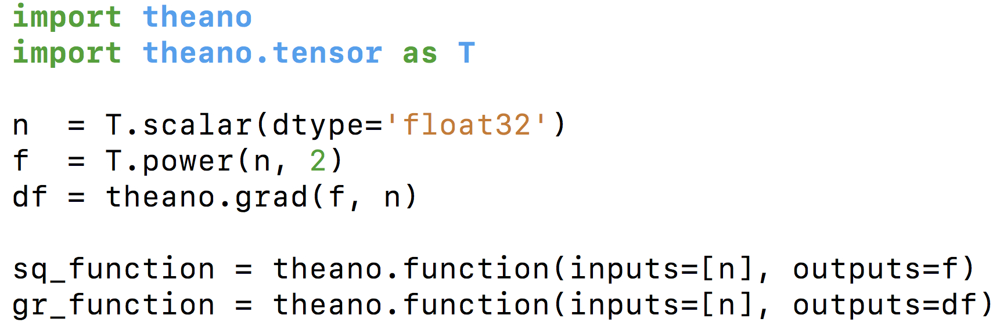 import theano
import theano.tensor as T
n  = T.scalar(dtype='float32')
f  = T.power(n, 2)
df = theano.grad(f, n)
sq_function = theano.function(inputs=[n], outputs=f)
gr_function = theano.function(inputs=[n], outputs=df)